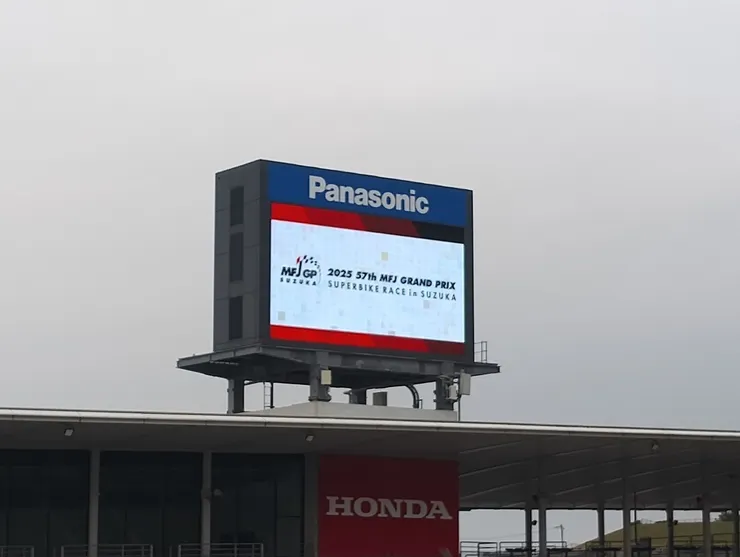 Panasonic
MFJ GP
SUZUKA
2025 57th MFJ GRAND PRIX
SUPERBIKE RACE in SUZUKA
HONDA